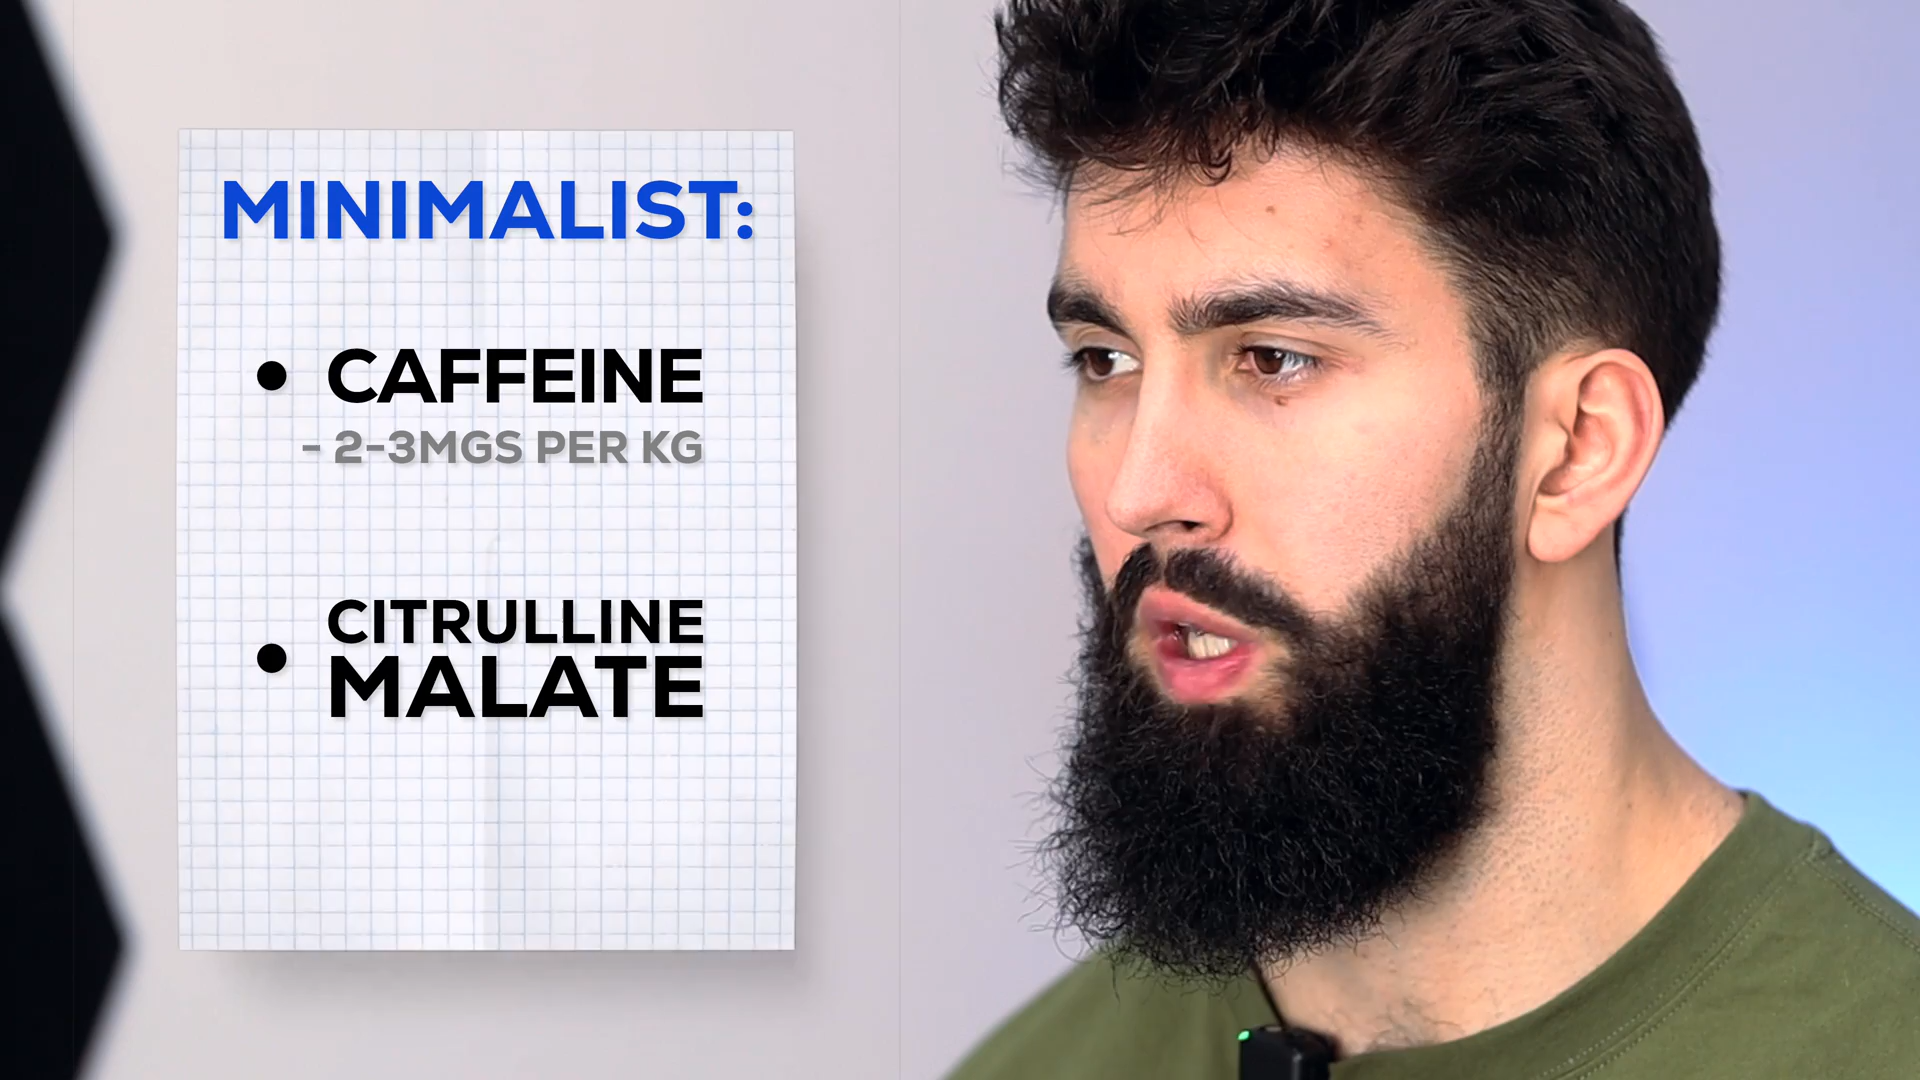 MINIMALIST:
• CAFFEINE
- 2-3MGS PER KG
• CITRULLINE
MALATE